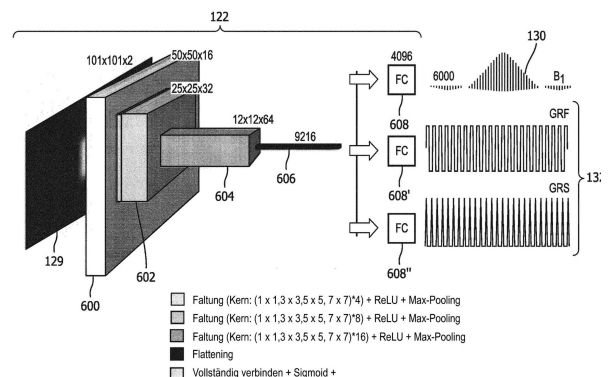 122
101x101x2
50x50x16
25x25x32
12x12x64
9216
129
600
602
604
606
4096
FC
608
FC
608'
FC
608"
130
6000
B1
GRF
GRS
132
Faltung (Kern: (1 x 1,3 x 3,5 x 5, 7 x 7)*4) + ReLU + Max-Pooling
Faltung (Kern: (1 x 1,3 x 3,5 x 5, 7 x 7)*8) + ReLU + Max-Pooling
Faltung (Kern: (1 x 1,3 x 3,5 x 5, 7 x 7)*16) + ReLU + Max-Pooling
Flattening
Vollständig verbinden + Sigmoid +